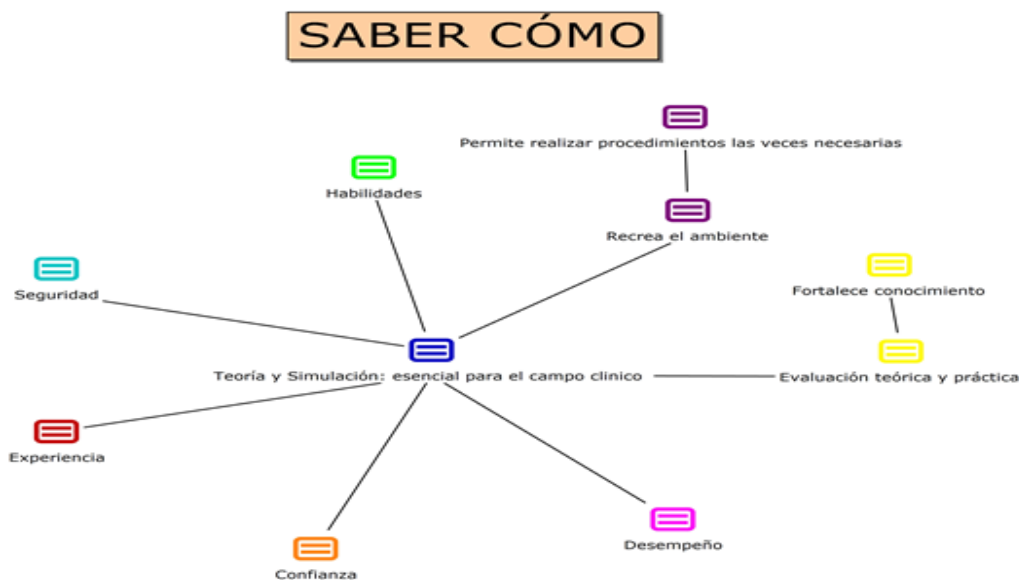 SABER CÓMO
Permite realizar procedimientos las veces necesarias
Habilidades
Recrea el ambiente
Seguridad
Fortalece conocimiento
Teoría y Simulación: esencial para el campo clinico
Evaluación teórica y práctica
Experiencia
Desempeño
Confianza